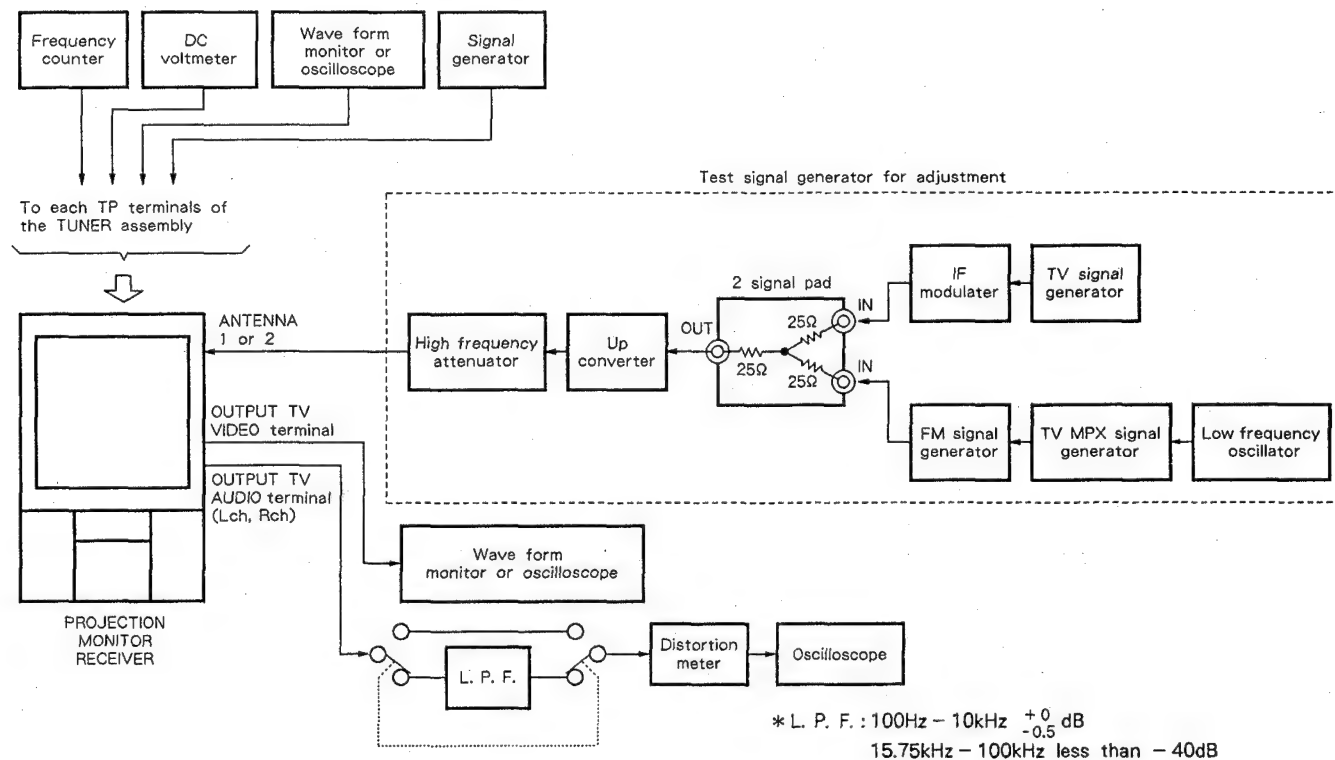 Frequency
counter
DC
voltmeter
Wave form
monitor or
oscilloscope
Signal
generator
To each TP terminals of
the TUNER assembly
Test signal generator for adjustment
ANTENNA
1 or 2
High frequency
attenuator
Up
converter
2 signal pad
OUT
25Ω
25Ω
25Ω
IN
IN
IF
modulater
TV signal
generator
FM signal
generator
TV MPX signal
generator
Low frequency
oscillator
OUTPUT TV
VIDEO terminal
OUTPUT TV
AUDIO terminal
(Lch, Rch)
Wave form
monitor or oscilloscope
PROJECTION
MONITOR
RECEIVER
L. P. F.
Distortion
meter
Oscilloscope
* L. P. F. : 100Hz – 10kHz +0 -0.5 dB
15.75kHz – 100kHz less than – 40dB